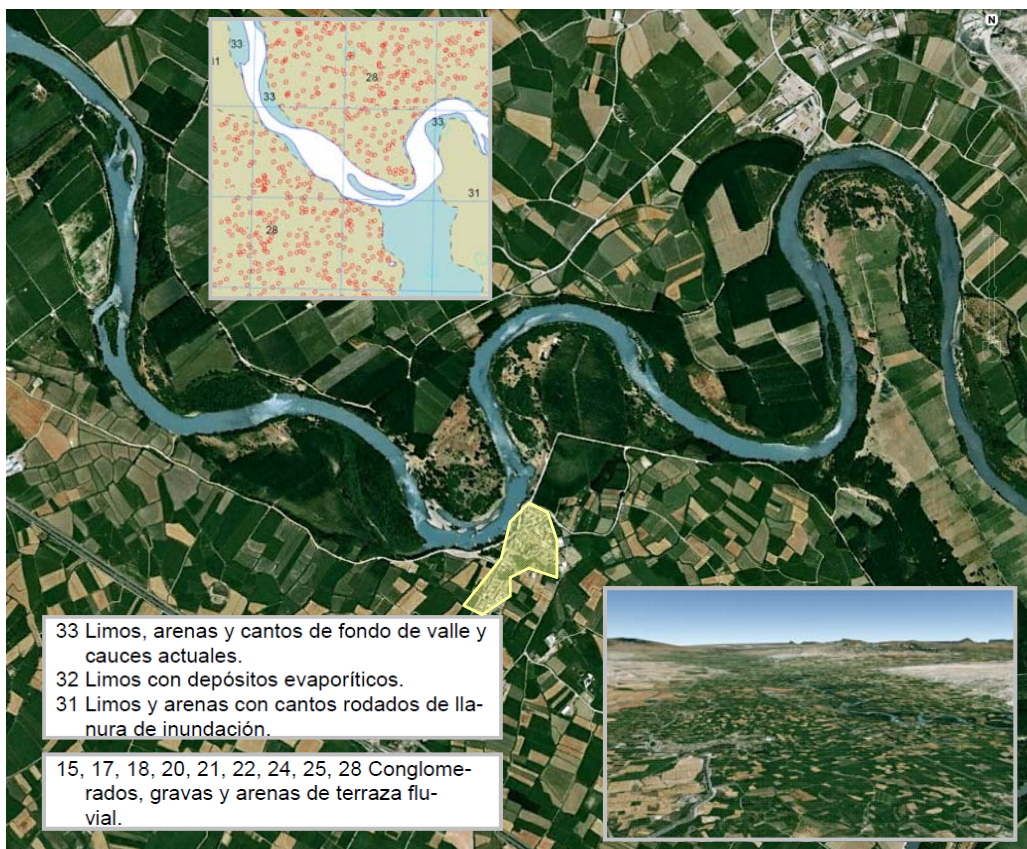 N
33
31
28
33
33
31
28
33 Limos, arenas y cantos de fondo de valle y
cauces actuales.
32 Limos con depósitos evaporíticos.
31 Limos y arenas con cantos rodados de lla-
nura de inundación.
15, 17, 18, 20, 21, 22, 24, 25, 28 Conglome-
rados, gravas y arenas de terraza flu-
vial.